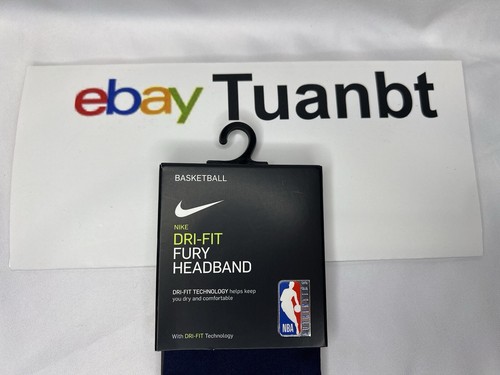 ebay Tuanbt
BASKETBALL
NIKE
DRI-FIT
FURY
HEADBAND
DRI-FIT TECHNOLOGY helps keep
you dry and comfortable
NBA
With DRI-FIT Technology